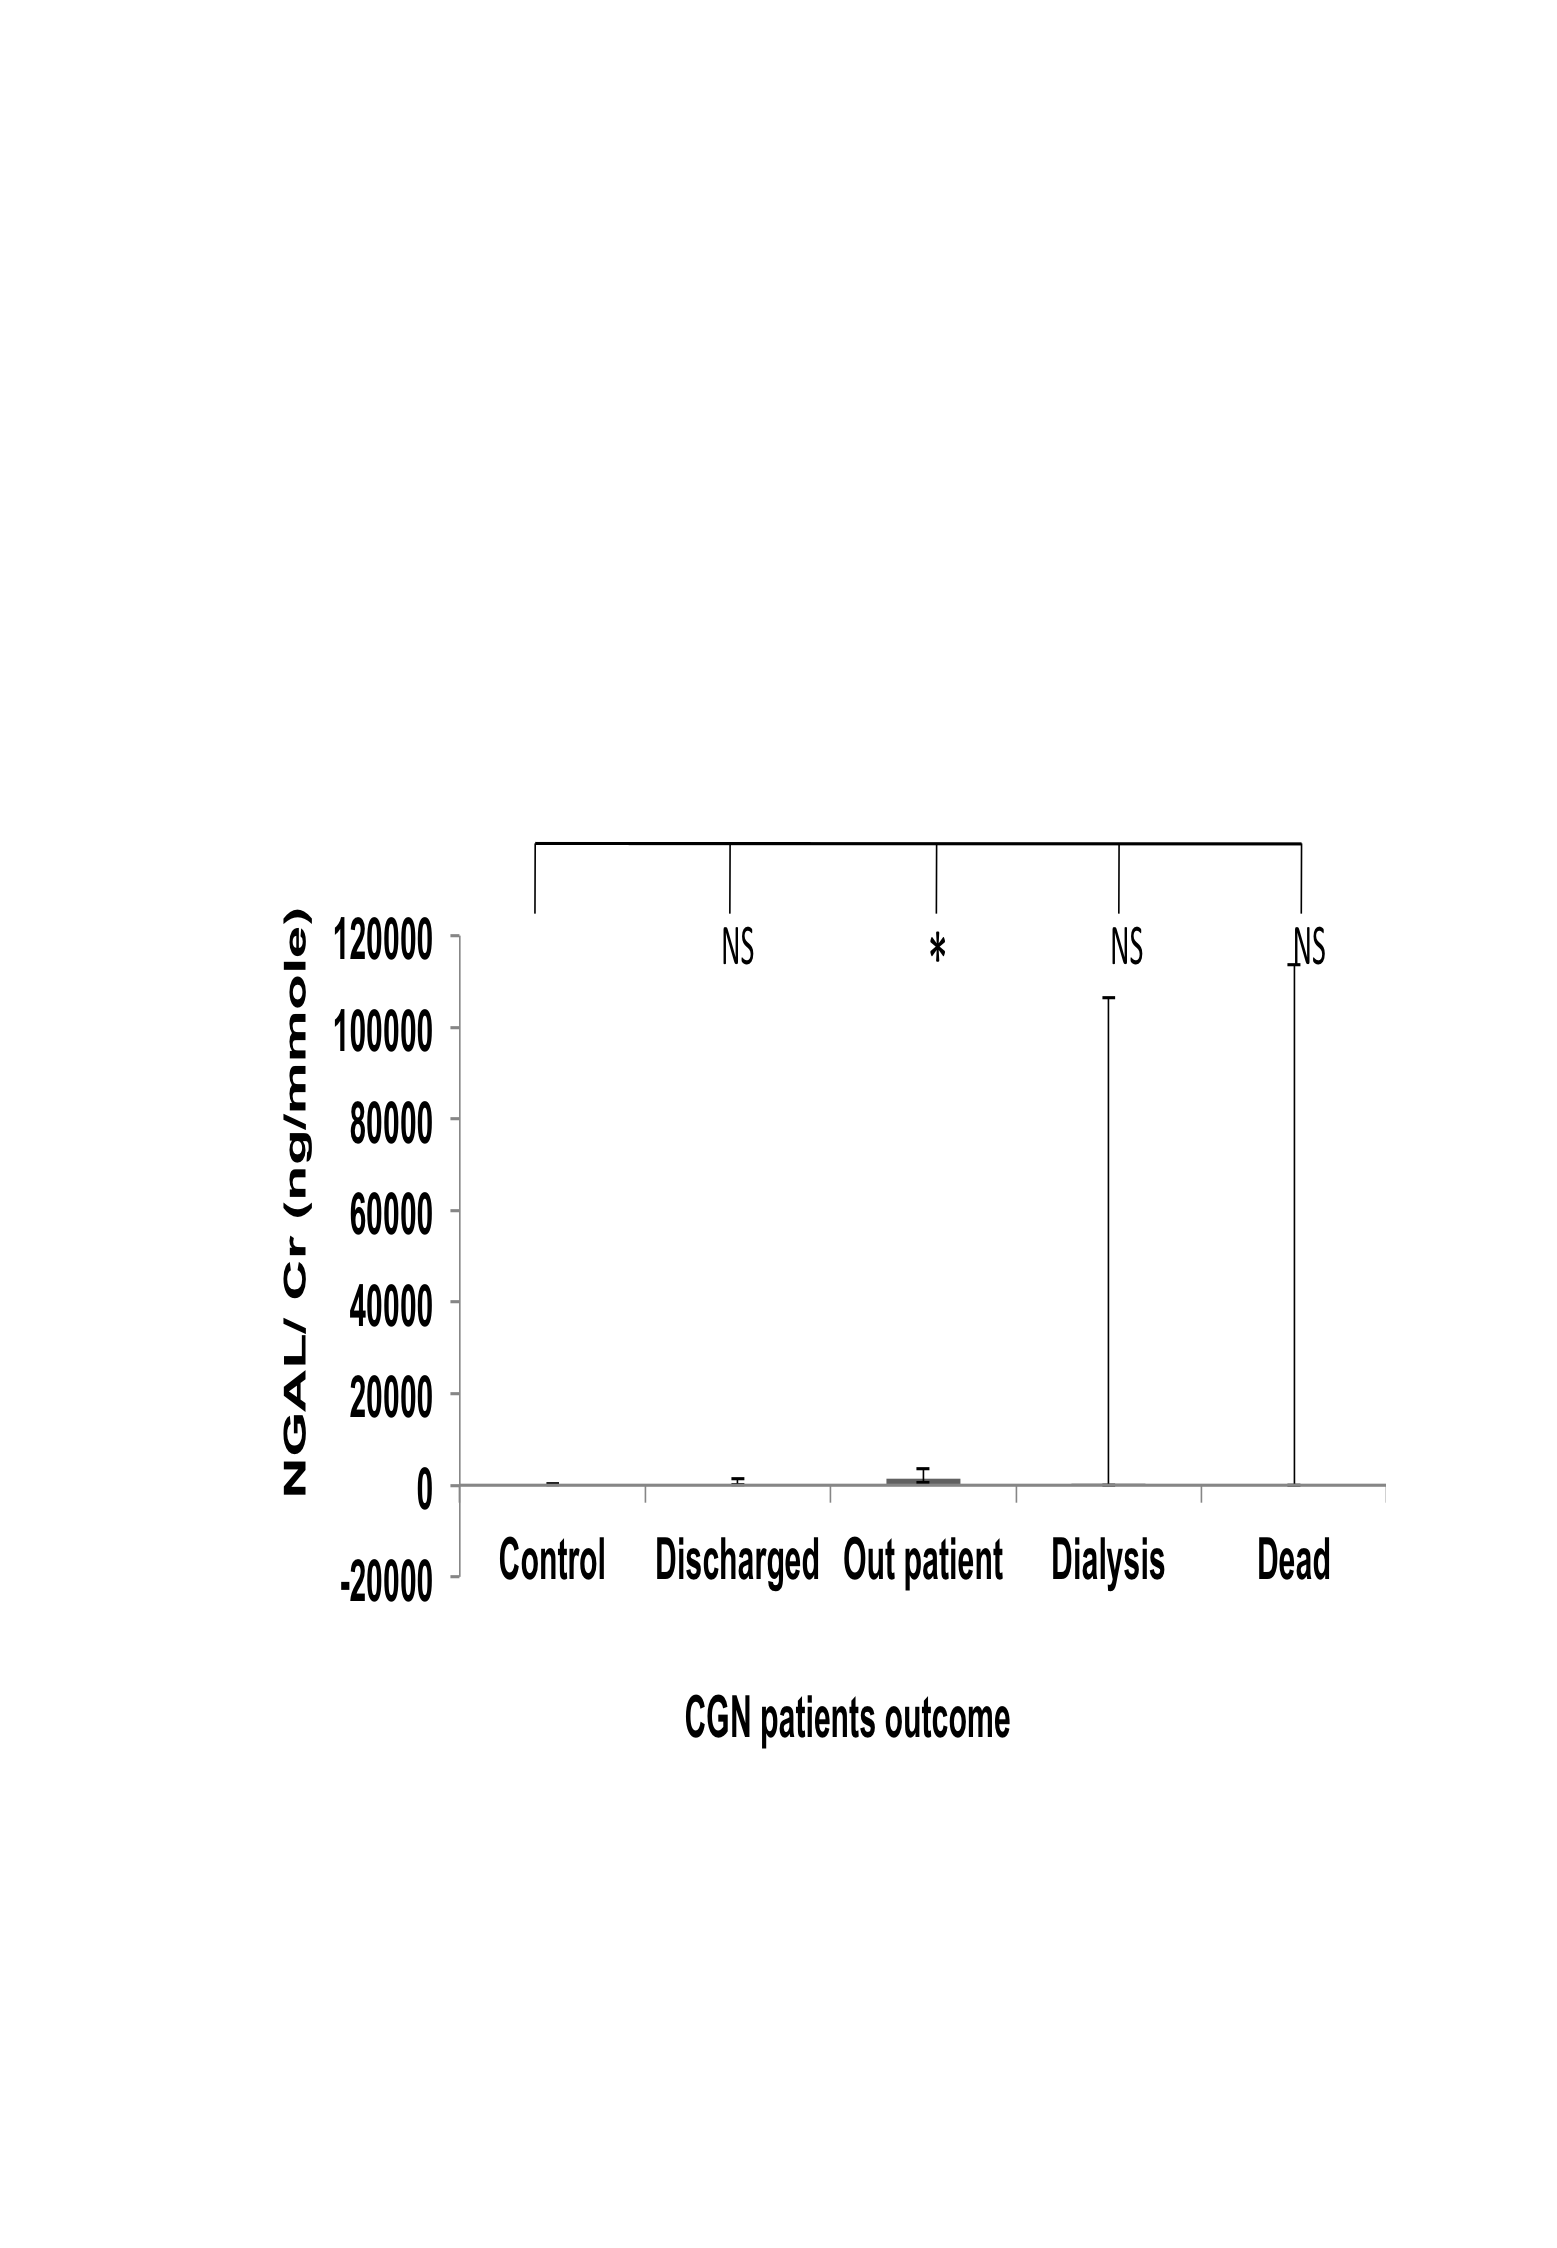 NS * NS NS
NGAL/ Cr (ng/mmole)
120000
100000
80000
60000
40000
20000
0
-20000
Control Discharged Out patient Dialysis Dead
CGN patients outcome